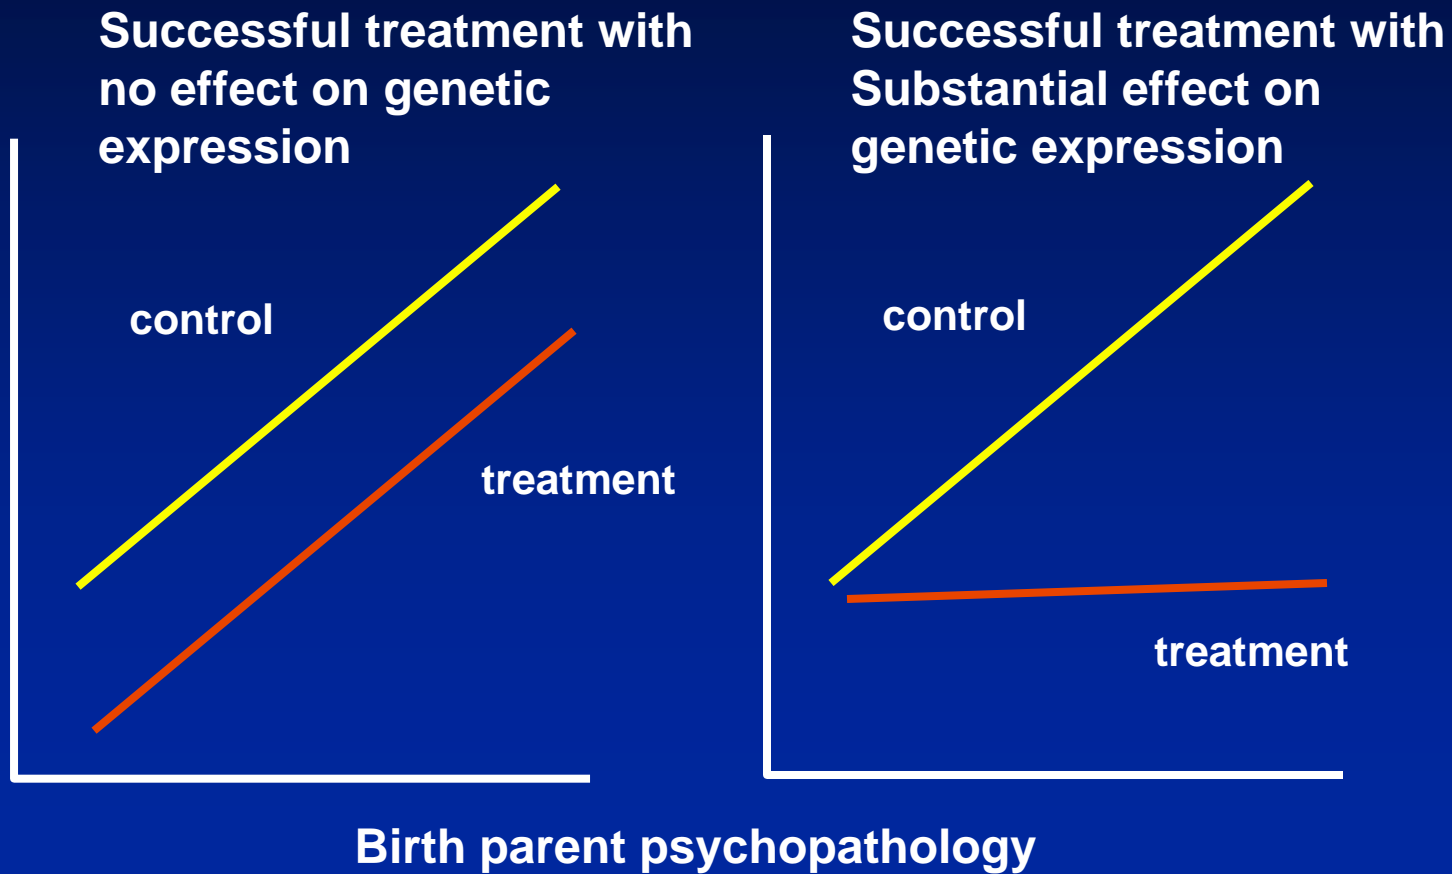 Successful treatment with
no effect on genetic
expression
control
treatment
Successful treatment with
Substantial effect on
genetic expression
control
treatment
Birth parent psychopathology